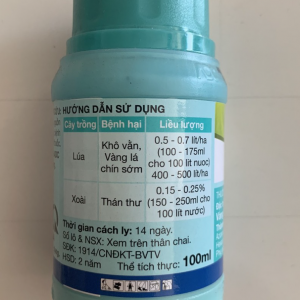 HƯỚNG DẪN SỬ DỤNG
Cây trồng Bệnh hại Liều lượng
Lúa
Khô vằn,
Vàng lá
chín sớm
0.5 - 0.7 lít/ha
(100 - 175ml
cho 100 lít nước)
400 - 500 lít/ha
Xoài
Thán thư
0.15 - 0.25%
(150 - 250ml cho
100 lít nước)
Thời gian cách ly: 14 ngày.
Số lô & NSX: Xem trên thân chai.
SĐK: 1914/CNĐKT-BVTV
HSD: 2 năm Thể tích thực: 100ml